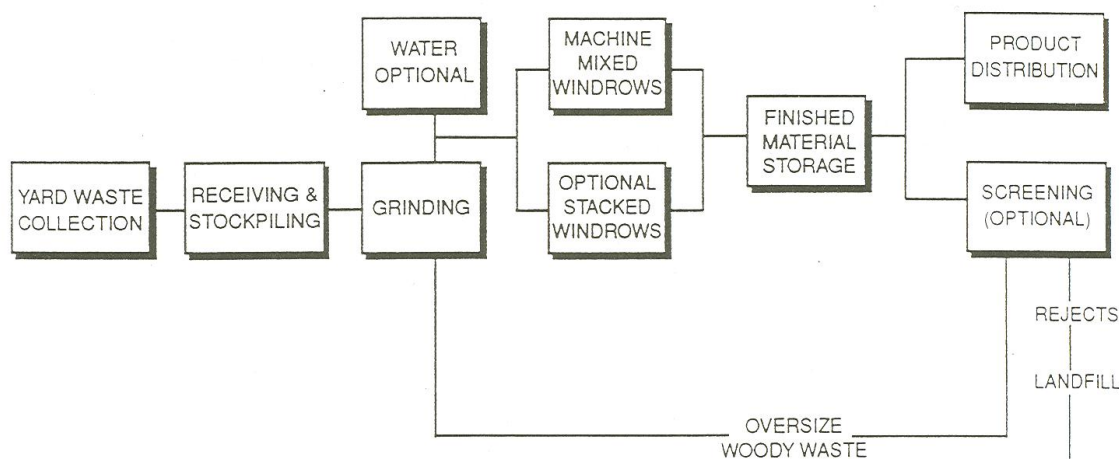 WATER
OPTIONAL
MACHINE
MIXED
WINDROWS
PRODUCT
DISTRIBUTION
FINISHED
MATERIAL
STORAGE
YARD WASTE
COLLECTION
RECEIVING &
STOCKPILING
GRINDING
OPTIONAL
STACKED
WINDROWS
SCREENING
(OPTIONAL)
REJECTS
LANDFILL
OVERSIZE
WOODY WASTE